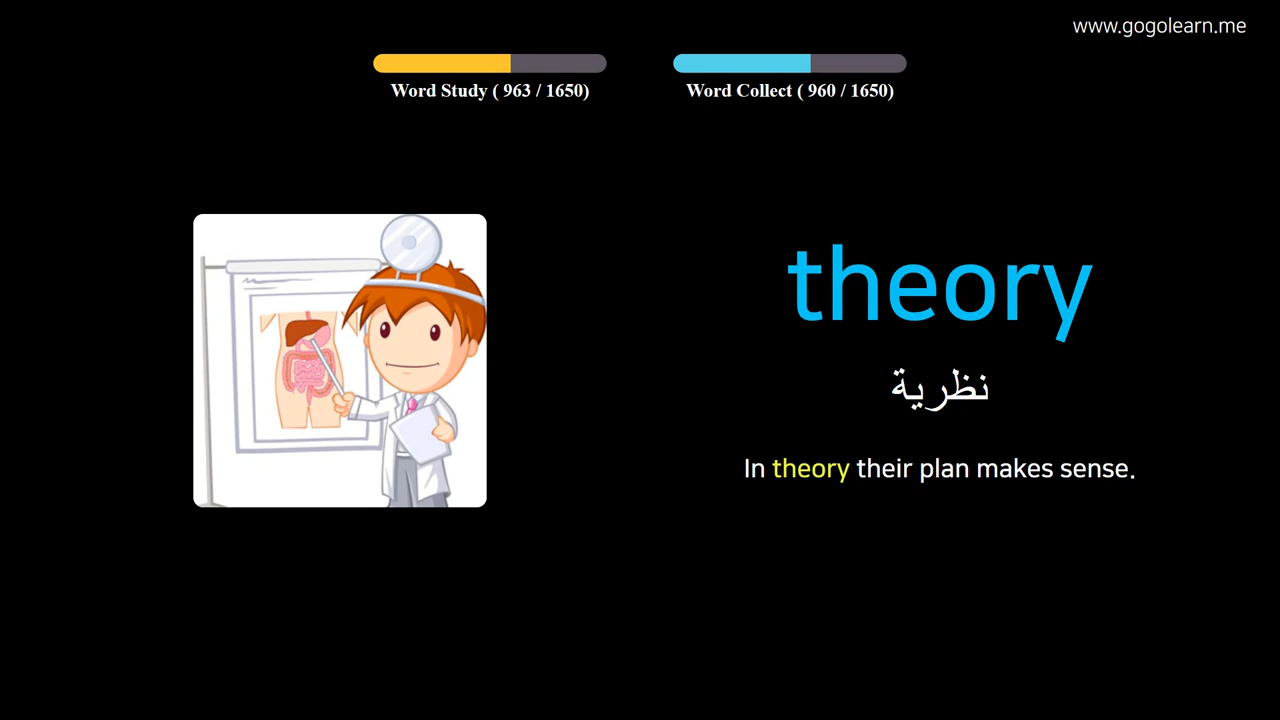 www.gogolearn.me
Word Study ( 963 / 1650)
Word Collect ( 960 / 1650)
theory
نظرية
In theory their plan makes sense.